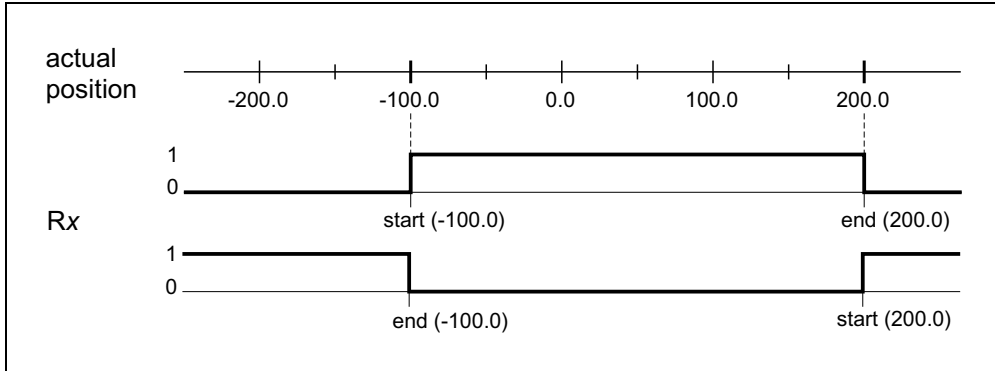 actual
position
-200.0 -100.0 0.0 100.0 200.0
1
0
start (-100.0) end (200.0)
Rx
1
0
end (-100.0) start (200.0)